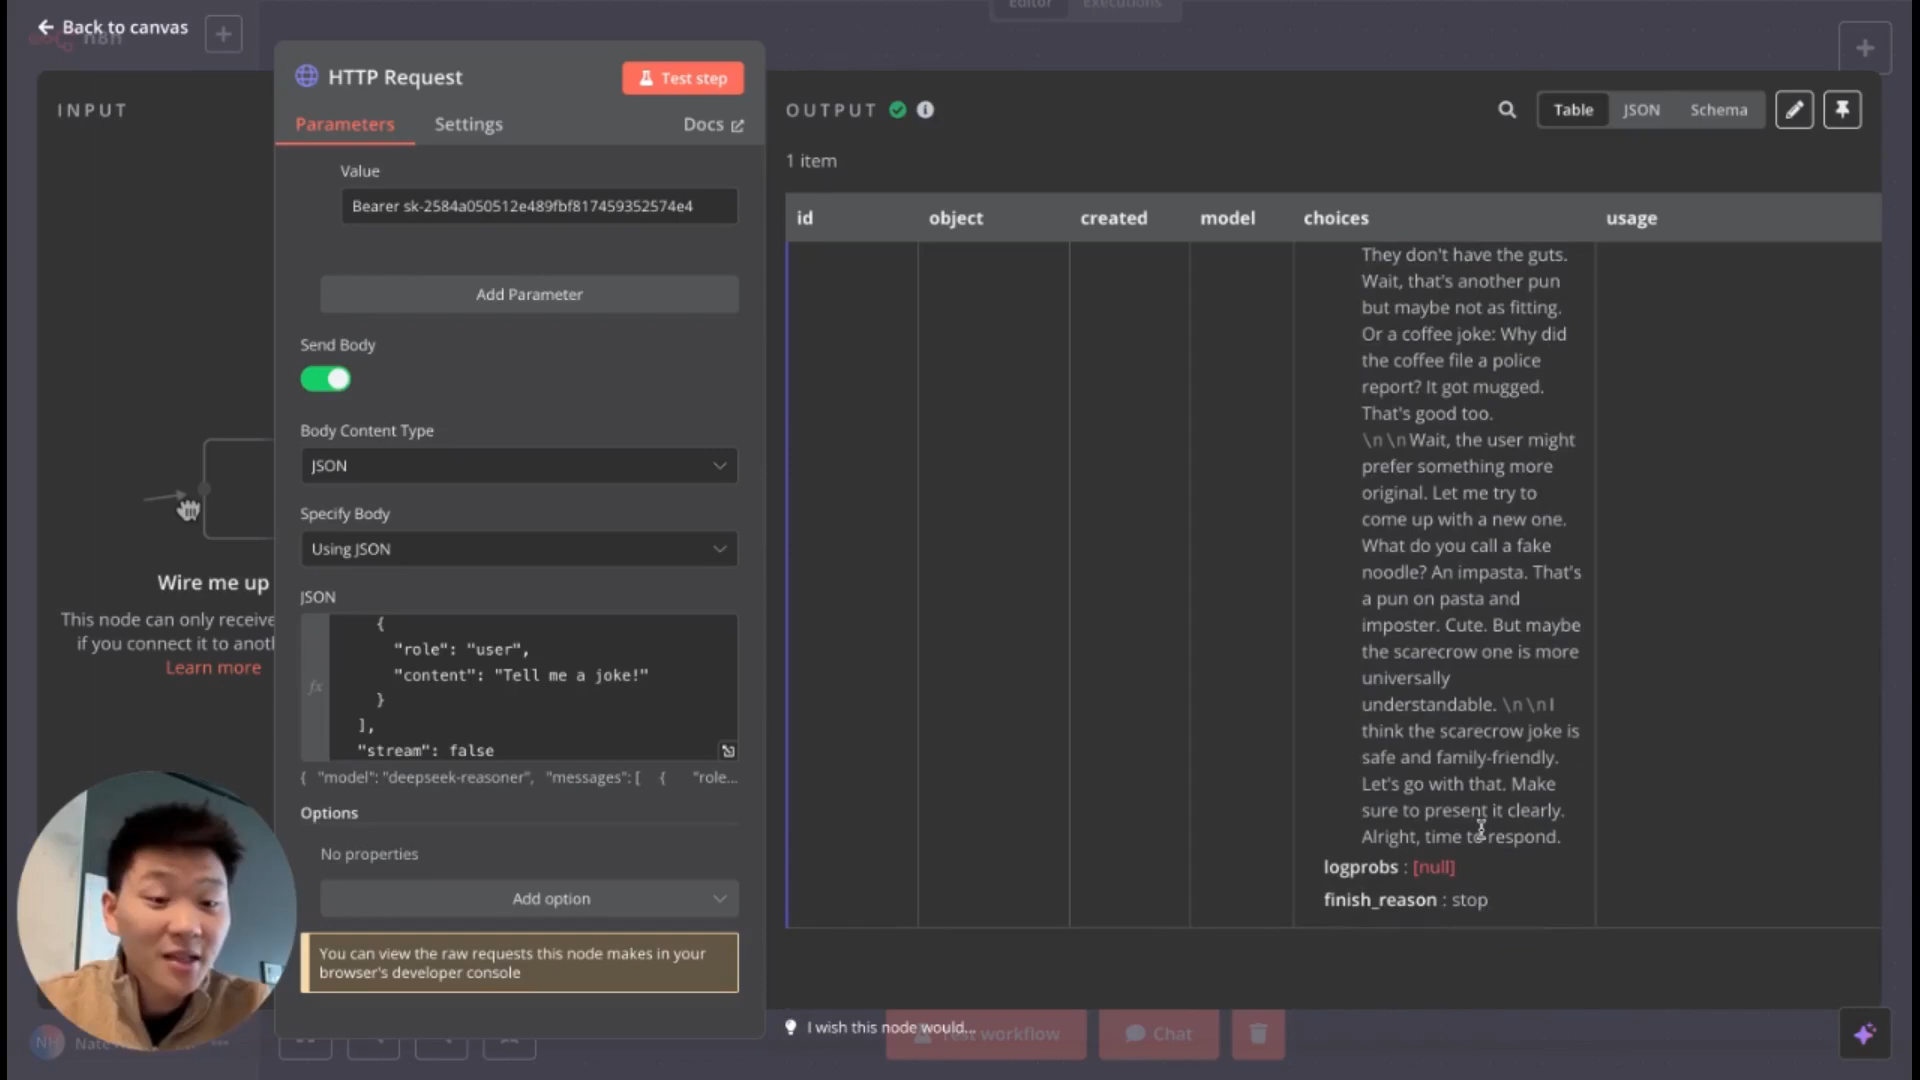 Editor
Executions
Back to canvas
n8n
HTTP Request
Test step
INPUT
Parameters
Settings
Docs
OUTPUT
Table
JSON
Schema
1 item
Value
Bearer sk-2584a050512e489fbf817459352574e4
Add Parameter
Send Body
Body Content Type
JSON
Specify Body
Using JSON
JSON
{
"role": "user",
"content": "Tell me a joke!"
}
],
"stream": false
fx
{ "model": "deepseek-reasoner", "messages": [ { "role...
Options
No properties
Add option
You can view the raw requests this node makes in your
browser's developer console
Wire me up
This node can only receive
if you connect it to anot
Learn more
id
object
created
model
choices
usage
They don't have the guts.
Wait, that's another pun
but maybe not as fitting.
Or a coffee joke: Why did
the coffee file a police
report? It got mugged.
That's good too.
\n\nWait, the user might
prefer something more
original. Let me try to
come up with a new one.
What do you call a fake
noodle? An impasta. That's
a pun on pasta and
imposter. Cute. But maybe
the scarecrow one is more
universally
understandable. \n\nI
think the scarecrow joke is
safe and family-friendly.
Let's go with that. Make
sure to present it clearly.
Alright, time to respond.
logprobs : [null]
finish_reason : stop
I wish this node would...
Test workflow
Chat
NH
Nate